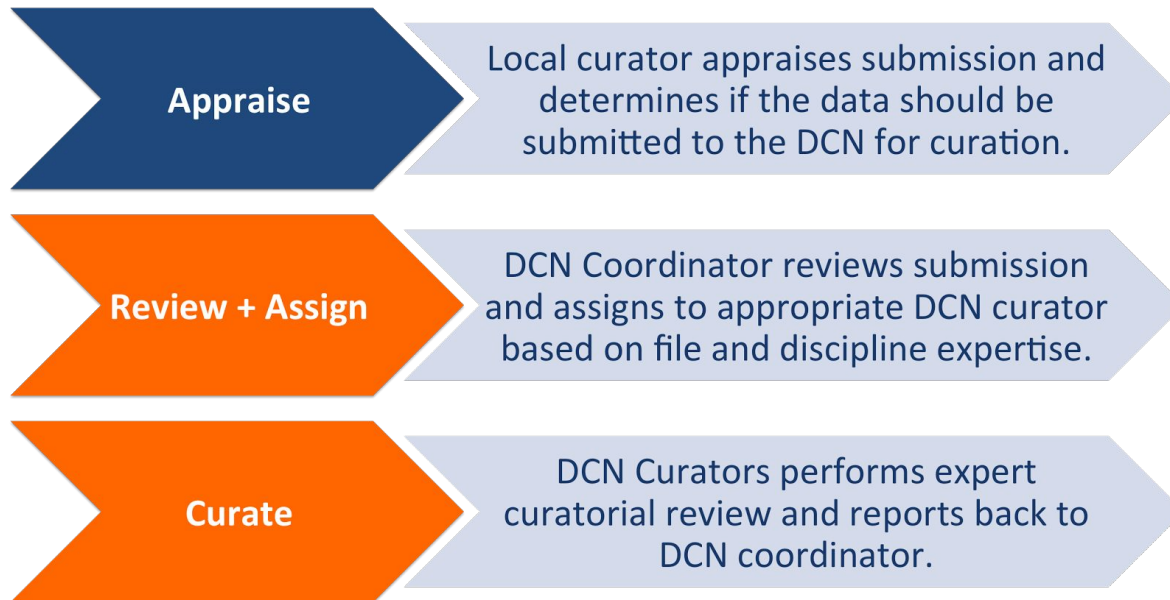 Appraise
Local curator appraises submission and
determines if the data should be
submitted to the DCN for curation.
Review + Assign
DCN Coordinator reviews submission
and assigns to appropriate DCN curator
based on file and discipline expertise.
Curate
DCN Curators performs expert
curatorial review and reports back to
DCN coordinator.